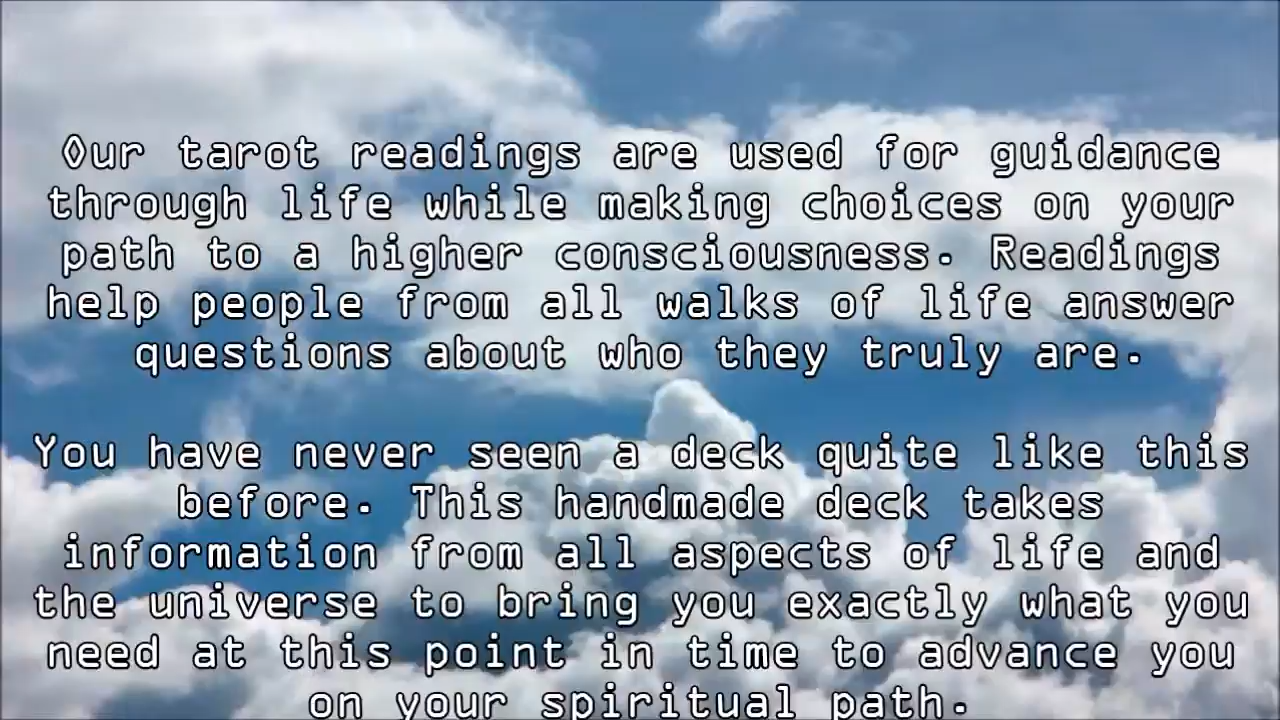 Our tarot readings are used for guidance
through life while making choices on your
path to a higher consciousness. Readings
help people from all walks of life answer
questions about who they truly are.
You have never seen a deck quite like this
before. This handmade deck takes
information from all aspects of life and
the universe to bring you exactly what you
need at this point in time to advance you
on your spiritual path.